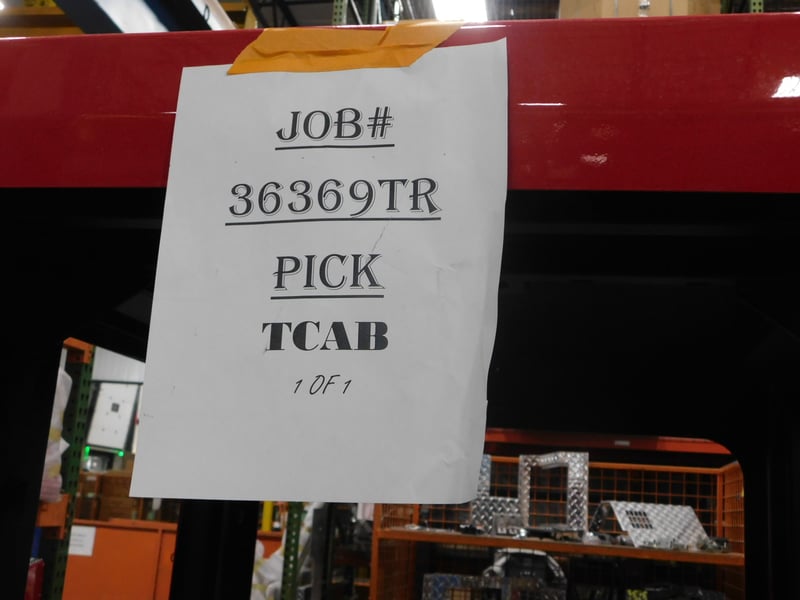 JOB#
36369TR
PICK
TCAB
1 OF 1